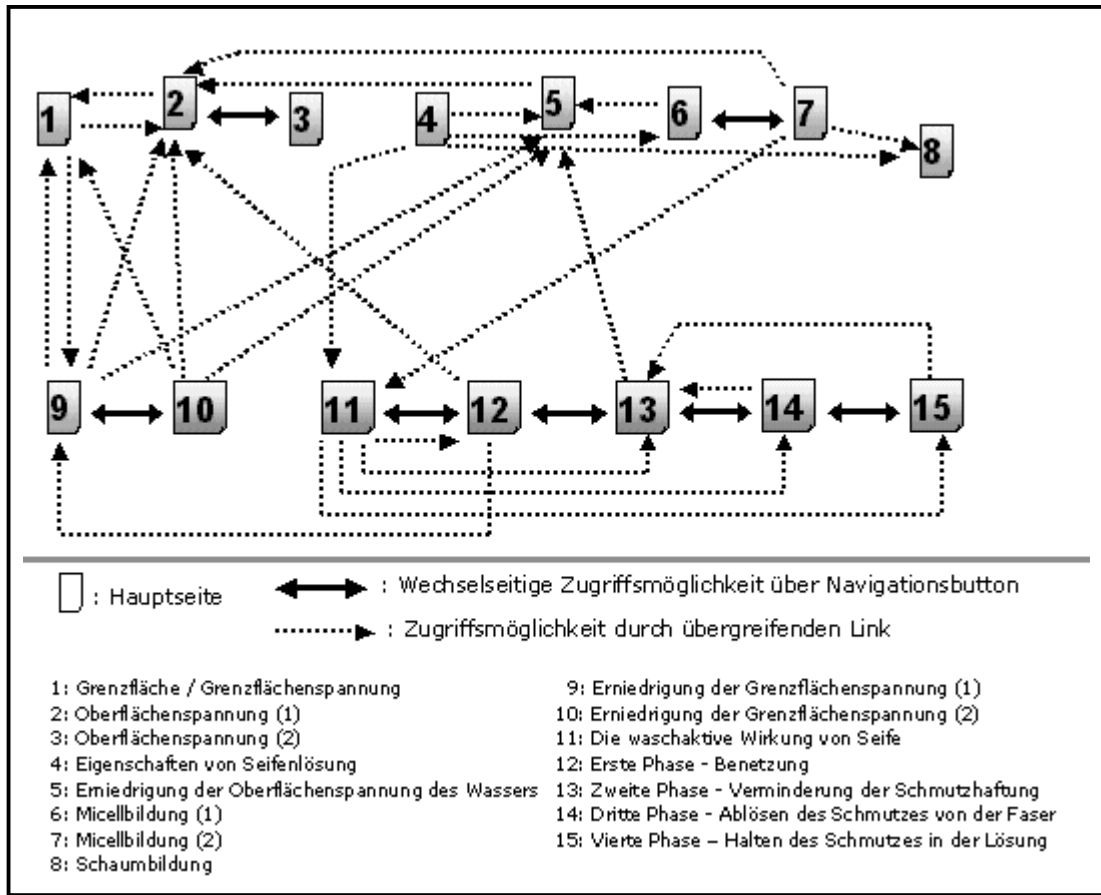 1
2
3
4
5
6
7
8
9
10
11
12
13
14
15
: Hauptseite
: Wechselseitige Zugriffsmöglichkeit über Navigationsbutton
: Zugriffsmöglichkeit durch übergreifenden Link
1: Grenzfläche / Grenzflächenspannung
2: Oberflächenspannung (1)
3: Oberflächenspannung (2)
4: Eigenschaften von Seifenlösung
5: Erniedrigung der Oberflächenspannung des Wassers
6: Micellbildung (1)
7: Micellbildung (2)
8: Schaumbildung
9: Erniedrigung der Grenzflächenspannung (1)
10: Erniedrigung der Grenzflächenspannung (2)
11: Die waschaktive Wirkung von Seife
12: Erste Phase - Benetzung
13: Zweite Phase - Verminderung der Schmutzhaftung
14: Dritte Phase - Ablösen des Schmutzes von der Faser
15: Vierte Phase – Halten des Schmutzes in der Lösung